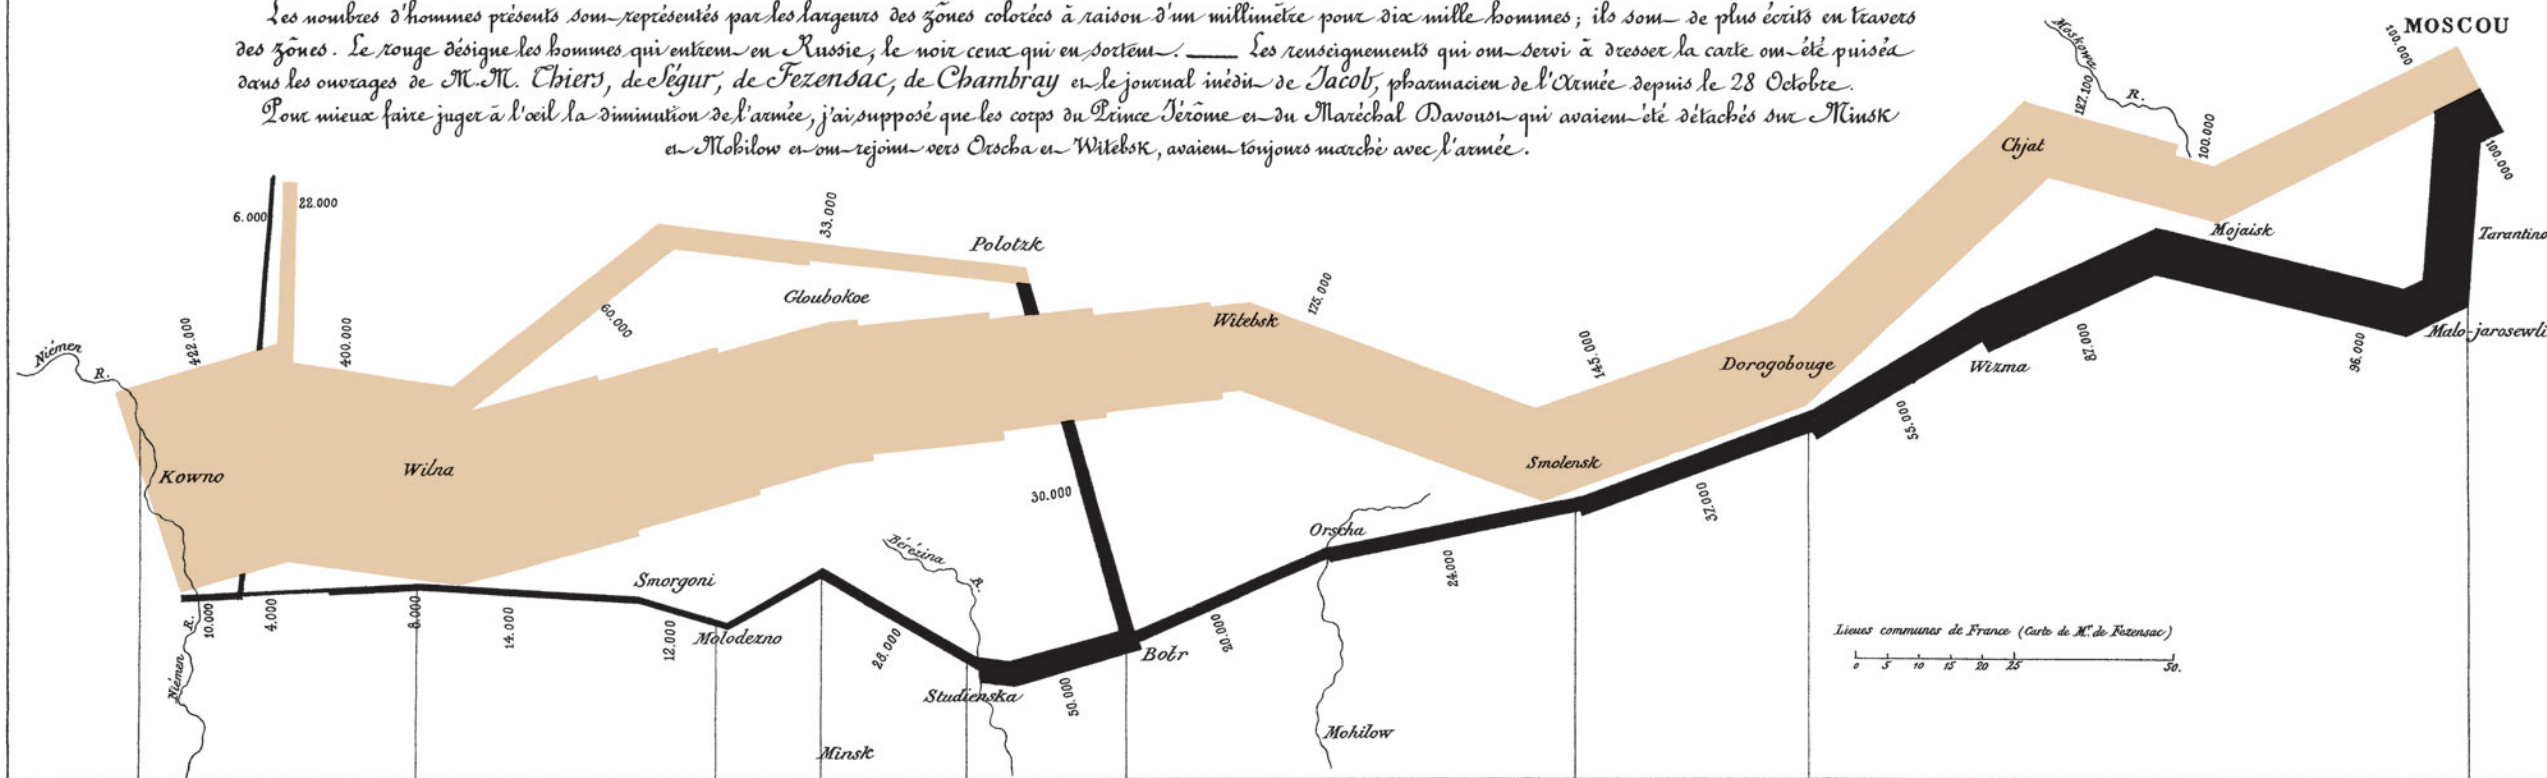 Les nombres d'hommes présents sont représentés par les largeurs des zônes colorées à raison d'un millimètre pour dix mille hommes; ils sont de plus écrits en travers
des zônes. Le rouge désigne les hommes qui entrent en Russie, le noir ceux qui en sortent. — Les renseignements qui ont servi à dresser la carte ont été puisés
dans les ouvrages de M.M. Thiers, de Ségur, de Fezensac, de Chambray et le journal inédit de Jacob, pharmacien de l'Armée depuis le 28 Octobre.
Pour mieux faire juger à l'œil la diminution de l'armée, j'ai supposé que les corps du Prince Jérôme et du Maréchal Davoust qui avaient été détachés sur Minsk
et Mohilow et ont rejoint vers Orscha et Witebsk, avaient toujours marché avec l'armée.
MOSCOU
100.000
Moskowa
R.
127.100
100.000
Chjat
100.000
6.000
22.000
33.000
Polotzk
Mojaisk
Tarantino
60.000
Gloubokoe
175.000
Witebsk
422.000
400.000
Niémen
R.
145.000
Dorogobouge
Wizma
87.000
96.000
Malo-jarosewli
55.000
Kowno
Wilna
Smolensk
30.000
37.000
Orscha
24.000
Bérézina
R.
Smorgoni
10.000
4.000
8.000
14.000
12.000
Molodezno
28.000
20.000
Botr
R.
Niémen
Studienska
50.000
Lieues communes de France (Carte de Mr. de Fezensac)
0 5 10 15 20 25 50.
Minsk
Mohilow